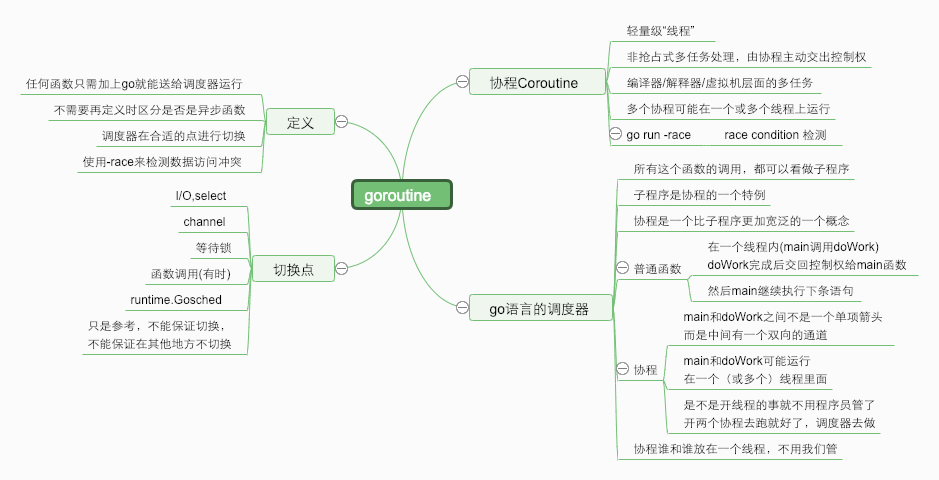 goroutine
定义
任何函数只需加上go就能送给调度器运行
不需要再定义时区分是否是异步函数
调度器在合适的点进行切换
使用-race来检测数据访问冲突
切换点
I/O,select
channel
等待锁
函数调用(有时)
runtime.Gosched
只是参考，不能保证切换，
不能保证在其他地方不切换
协程Coroutine
轻量级“线程”
非抢占式多任务处理，由协程主动交出控制权
编译器/解释器/虚拟机层面的多任务
多个协程可能在一个或多个线程上运行
go run -race
race condition 检测
go语言的调度器
所有这个函数的调用，都可以看做子程序
子程序是协程的一个特例
协程是一个比子程序更加宽泛的一个概念
普通函数
在一个线程内(main调用doWork)
doWork完成后交回控制权给main函数
然后main继续执行下条语句
协程
main和doWork之间不是一个单项箭头
而是中间有一个双向的通道
main和doWork可能运行
在一个（或多个）线程里面
是不是开线程的事就不用程序员管了
开两个协程去跑就好了，调度器去做
协程谁和谁放在一个线程，不用我们管